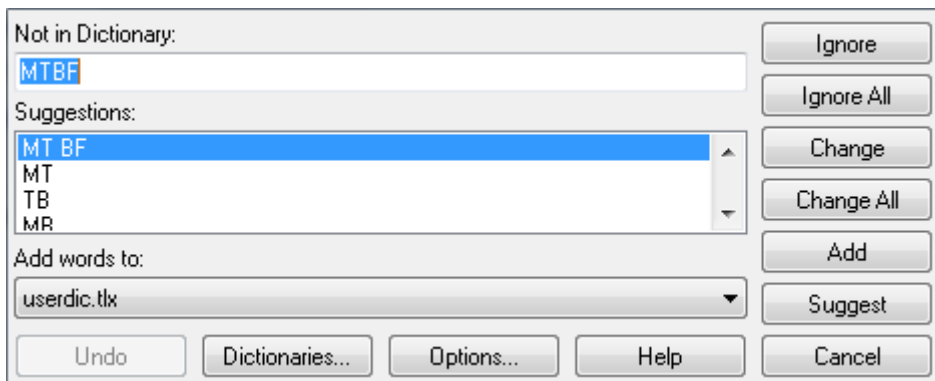 Not in Dictionary:
MTBF
Suggestions:
MT BF
MT
TB
MB
Add words to:
userdic.tlx
Ignore
Ignore All
Change
Change All
Add
Suggest
Undo
Dictionaries...
Options...
Help
Cancel